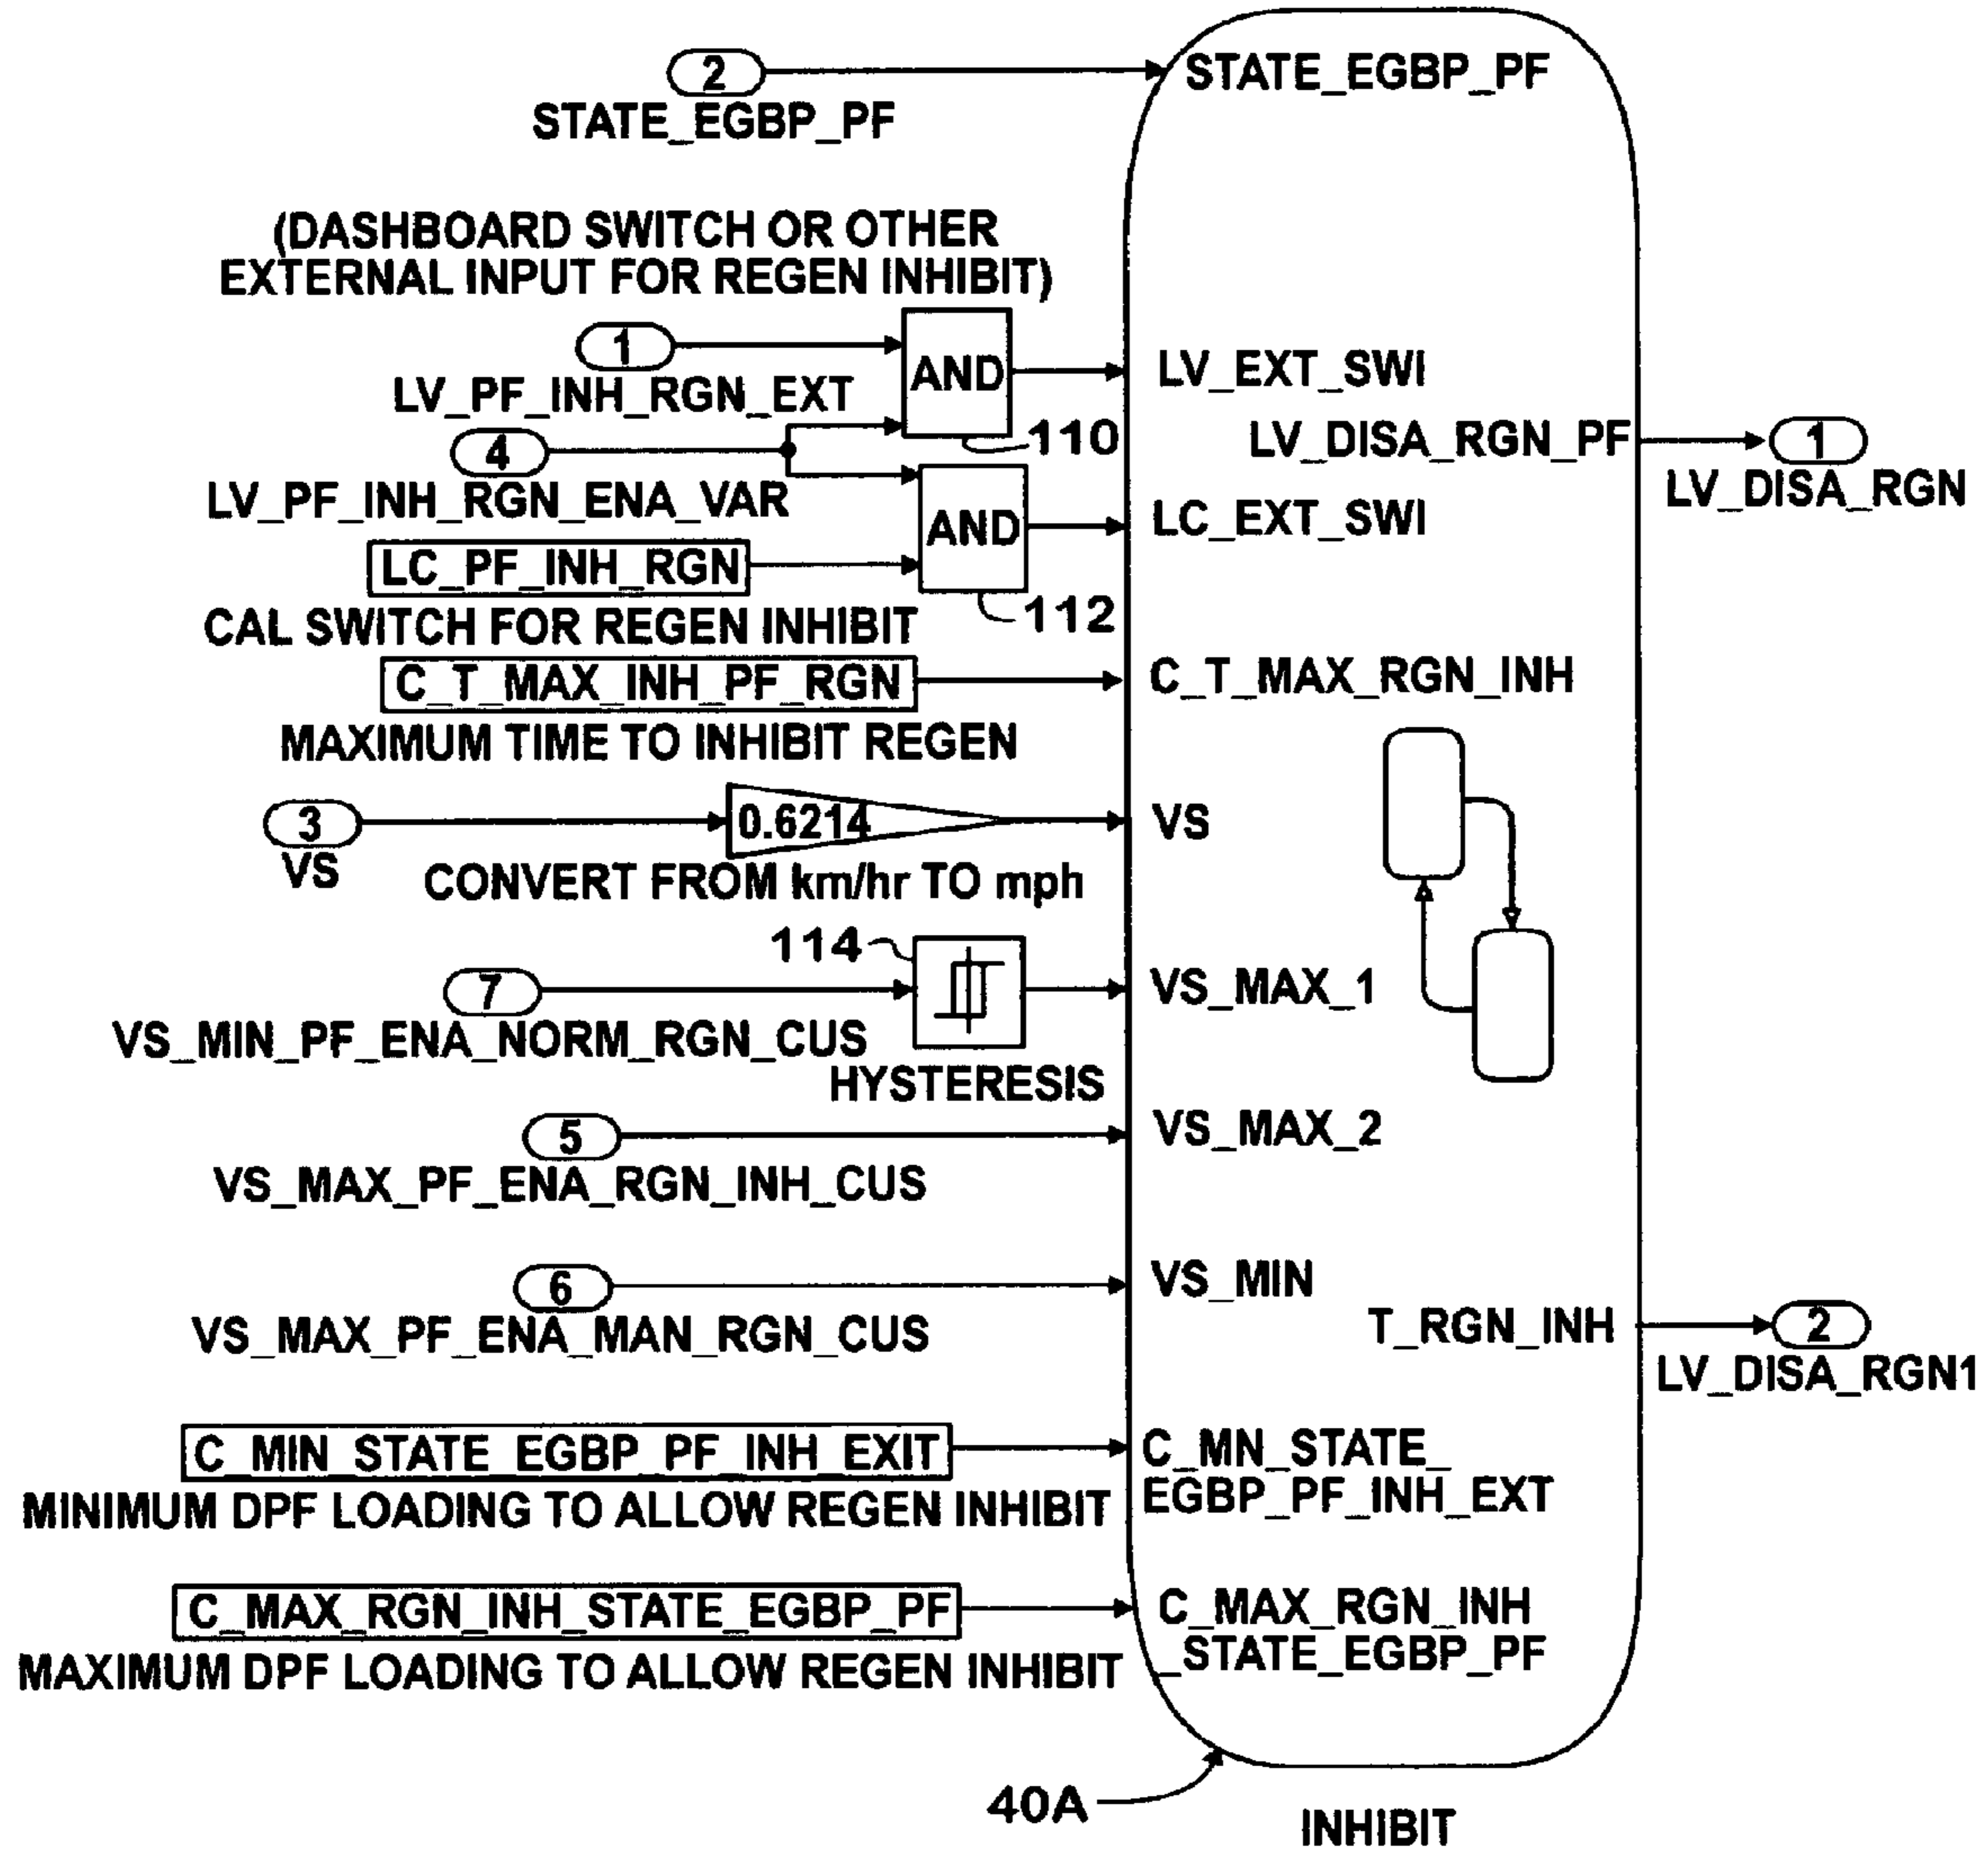 2
STATE_EGBP_PF
STATE_EGBP_PF
(DASHBOARD SWITCH OR OTHER
EXTERNAL INPUT FOR REGEN INHIBIT)
1
LV_PF_INH_RGN_EXT
AND
110
LV_EXT_SWI
4
LV_PF_INH_RGN_ENA_VAR
LV_DISA_RGN_PF
1
LV_DISA_RGN
LC_PF_INH_RGN
CAL SWITCH FOR REGEN INHIBIT
AND
112
LC_EXT_SWI
C_T_MAX_INH_PF_RGN
MAXIMUM TIME TO INHIBIT REGEN
C_T_MAX_RGN_INH
3
VS
0.6214
CONVERT FROM km/hr TO mph
VS
114
7
VS_MIN_PF_ENA_NORM_RGN_CUS
HYSTERESIS
VS_MAX_1
5
VS_MAX_PF_ENA_RGN_INH_CUS
VS_MAX_2
6
VS_MAX_PF_ENA_MAN_RGN_CUS
VS_MIN
T_RGN_INH
2
LV_DISA_RGN1
C_MIN_STATE_EGBP_PF_INH_EXIT
MINIMUM DPF LOADING TO ALLOW REGEN INHIBIT
C_MN_STATE_
EGBP_PF_INH_EXT
C_MAX_RGN_INH_STATE_EGBP_PF
MAXIMUM DPF LOADING TO ALLOW REGEN INHIBIT
C_MAX_RGN_INH
_STATE_EGBP_PF
40A
INHIBIT